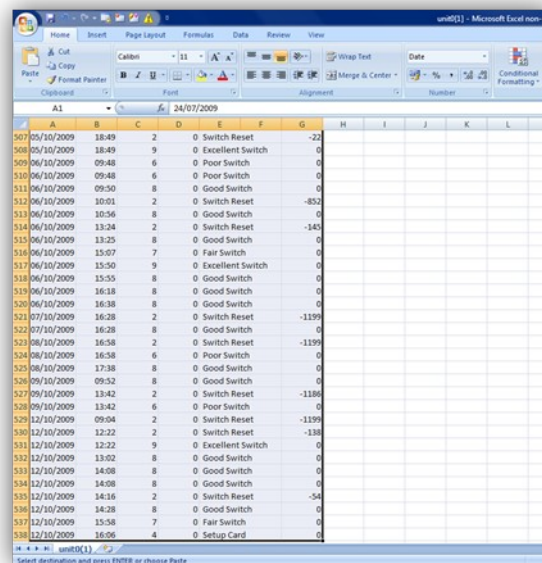 unit0[1] - Microsoft Excel non-
Home Insert Page Layout Formulas Data Review View
Cut
Copy
Format Painter
Paste
Calibri 11
Wrap Text
Merge & Center
Date
Conditional
Formatting
Clipboard Font Alignment Number
A1 fx 24/07/2009
A B C D E F G H I J K L
507 05/10/2009 18:49 2 0 Switch Reset -22
508 05/10/2009 18:49 9 0 Excellent Switch 0
509 06/10/2009 09:48 6 0 Poor Switch 0
510 06/10/2009 09:48 6 0 Poor Switch 0
511 06/10/2009 09:50 8 0 Good Switch 0
512 06/10/2009 10:01 2 0 Switch Reset -852
513 06/10/2009 10:56 8 0 Good Switch 0
514 06/10/2009 13:24 2 0 Switch Reset -145
515 06/10/2009 13:25 8 0 Good Switch 0
516 06/10/2009 15:07 7 0 Fair Switch 0
517 06/10/2009 15:50 9 0 Excellent Switch 0
518 06/10/2009 15:55 8 0 Good Switch 0
519 06/10/2009 16:18 8 0 Good Switch 0
520 06/10/2009 16:38 8 0 Good Switch 0
521 07/10/2009 16:28 2 0 Switch Reset -1199
522 07/10/2009 16:28 8 0 Good Switch 0
523 08/10/2009 16:58 2 0 Switch Reset -1199
524 08/10/2009 16:58 6 0 Poor Switch 0
525 08/10/2009 17:38 8 0 Good Switch 0
526 09/10/2009 09:52 8 0 Good Switch 0
527 09/10/2009 13:42 2 0 Switch Reset -1186
528 09/10/2009 13:42 6 0 Poor Switch 0
529 12/10/2009 09:04 2 0 Switch Reset -1199
530 12/10/2009 12:22 2 0 Switch Reset -138
531 12/10/2009 12:22 9 0 Excellent Switch 0
532 12/10/2009 13:02 8 0 Good Switch 0
533 12/10/2009 14:08 8 0 Good Switch 0
534 12/10/2009 14:08 8 0 Good Switch 0
535 12/10/2009 14:16 2 0 Switch Reset -54
536 12/10/2009 14:28 8 0 Good Switch 0
537 12/10/2009 15:58 7 0 Fair Switch 0
538 12/10/2009 16:06 4 0 Setup Card 0
unit0(1)
Select destination and press ENTER or choose Paste